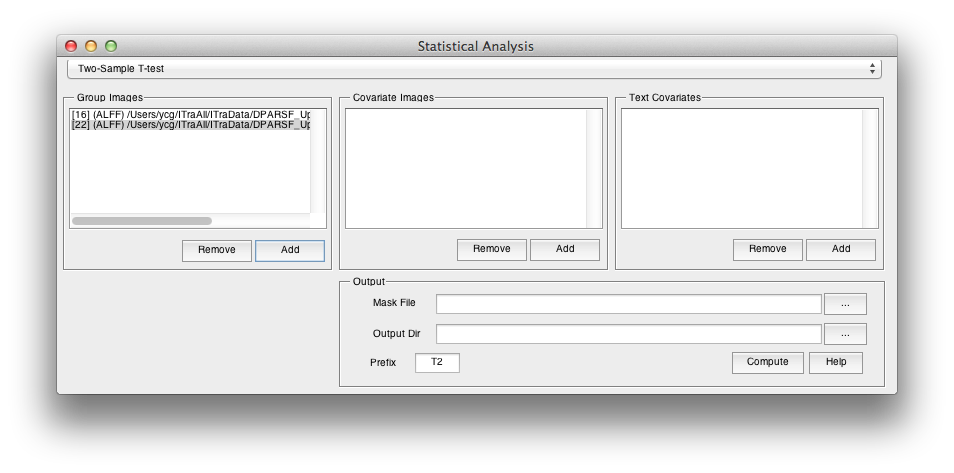 Statistical Analysis
Two-Sample T-test
Group Images
[16] (ALFF) /Users/ycg/ITraAll/ITraData/DPARSF_Up
[22] (ALFF) /Users/ycg/ITraAll/ITraData/DPARSF_Up
Remove
Add
Covariate Images
Remove
Add
Text Covariates
Remove
Add
Output
Mask File
...
Output Dir
...
Prefix
T2
Compute
Help